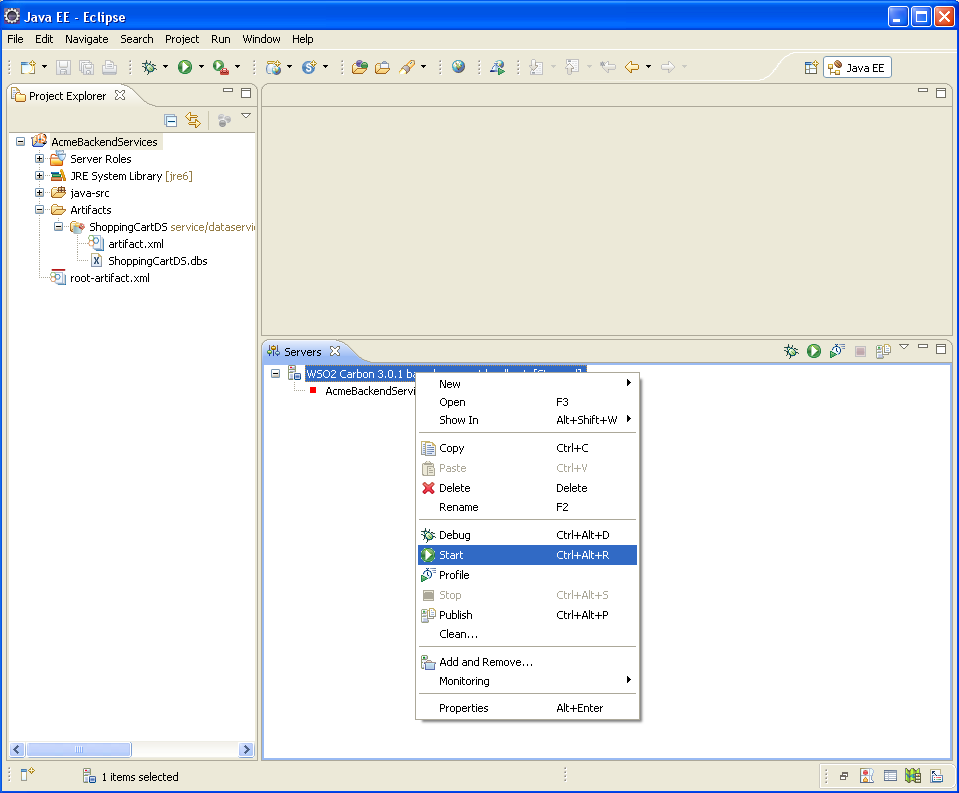 Java EE - Eclipse
File Edit Navigate Search Project Run Window Help
Java EE
Project Explorer
AcmeBackendServices
Server Roles
JRE System Library [jre6]
java-src
Artifacts
ShoppingCartDS service/dataservi
artifact.xml
ShoppingCartDS.dbs
root-artifact.xml
Servers
WSO2 Carbon 3.0.1
AcmeBackendServi
New
Open F3
Show In Alt+Shift+W
Copy Ctrl+C
Paste Ctrl+V
Delete Delete
Rename F2
Debug Ctrl+Alt+D
Start Ctrl+Alt+R
Profile
Stop Ctrl+Alt+S
Publish Ctrl+Alt+P
Clean...
Add and Remove...
Monitoring
Properties Alt+Enter
1 items selected